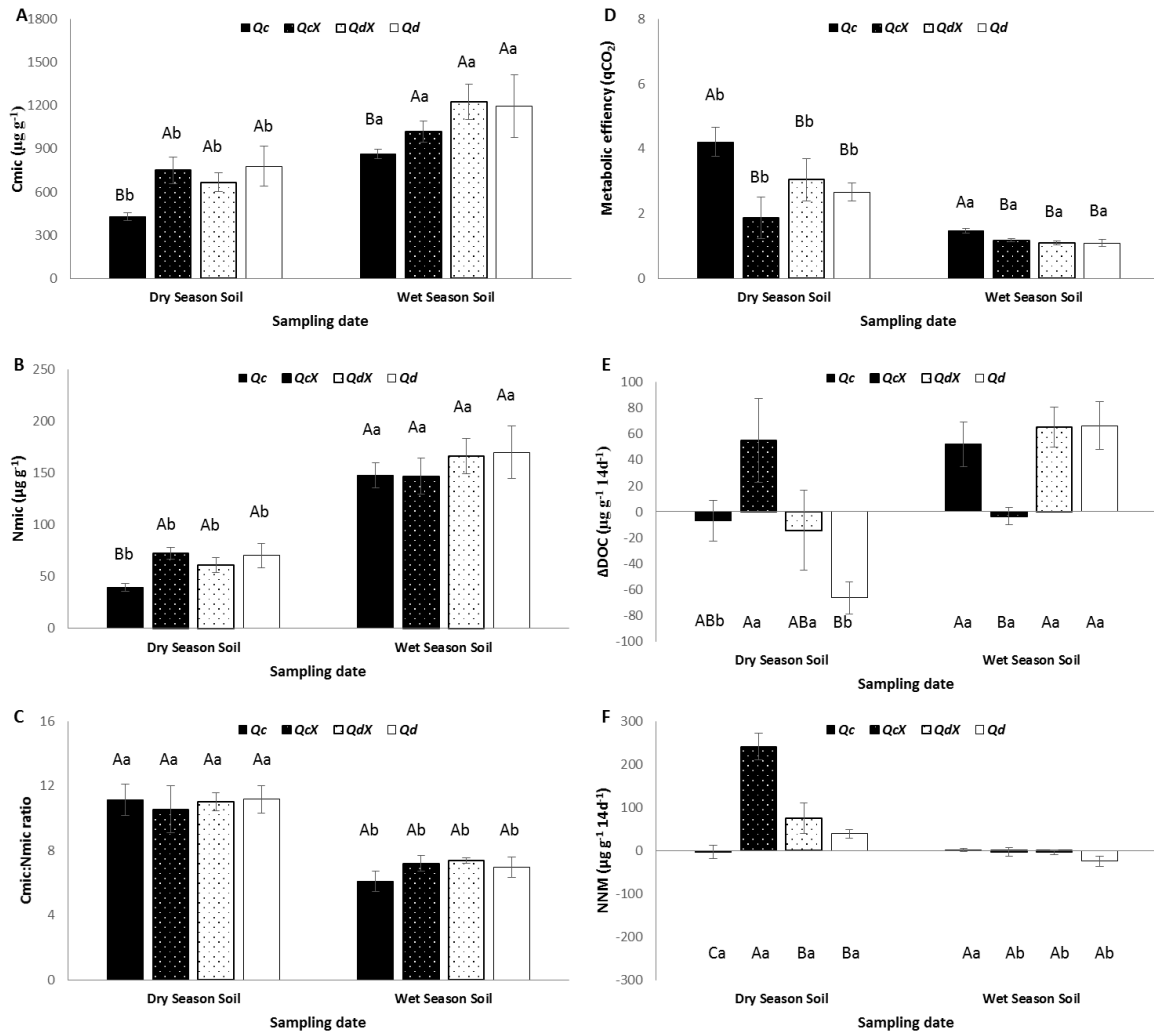 A
1800
1500
1200
900
600
300
0
Cmic (µg g⁻¹)
Qc QcX QdX Qd
Bb Ab Ab Ab Ba Aa Aa Aa
Dry Season Soil Wet Season Soil
Sampling date
B
250
200
150
100
50
0
Nmic (µg g⁻¹)
Qc QcX QdX Qd
Bb Ab Ab Ab Aa Aa Aa Aa
Dry Season Soil Wet Season Soil
Sampling date
C
16
12
8
4
0
Cmic:Nmic ratio
Qc QcX QdX Qd
Aa Aa Aa Aa Ab Ab Ab Ab
Dry Season Soil Wet Season Soil
Sampling date
D
8
6
4
2
0
Metabolic effiency (qCO₂)
Qc QcX QdX Qd
Ab Bb Bb Bb Aa Ba Ba Ba
Dry Season Soil Wet Season Soil
Sampling date
E
100
80
60
40
20
0
-20
-40
-60
-80
-100
ΔDOC (µg g⁻¹ 14d⁻¹)
Qc QcX QdX Qd
ABb Aa ABa Bb Aa Ba Aa Aa
Dry Season Soil Wet Season Soil
Sampling date
F
300
200
100
0
-100
-200
-300
NNM (µg g⁻¹ 14d⁻¹)
Qc QcX QdX Qd
Ca Aa Ba Ba Aa Ab Ab Ab
Dry Season Soil Wet Season Soil
Sampling date